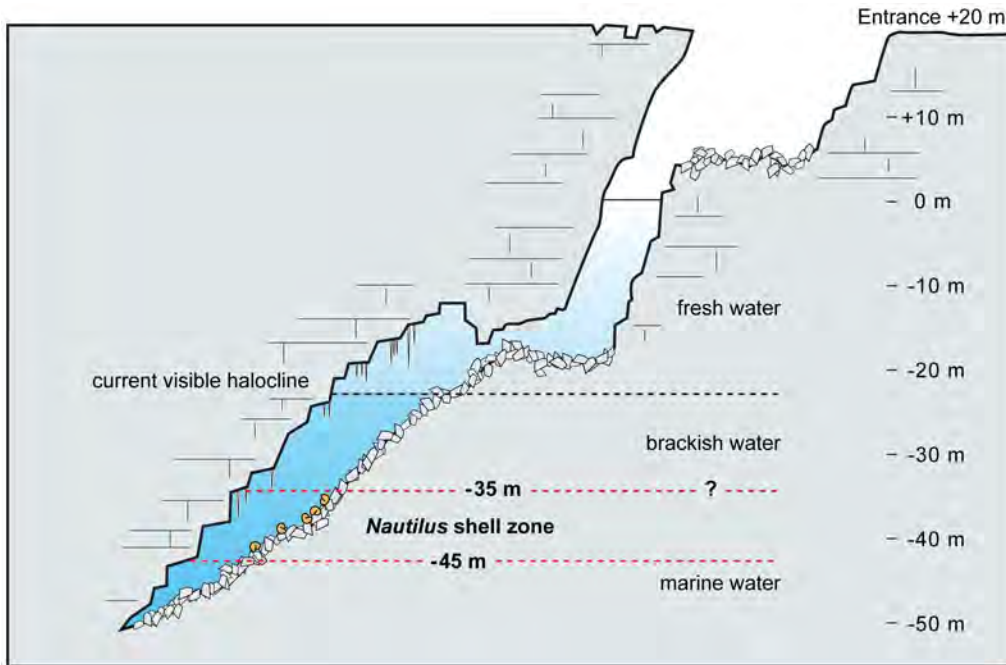 Entrance +20 m
+10 m
0 m
-10 m
fresh water
-20 m
current visible halocline
brackish water
-30 m
-35 m
?
Nautilus shell zone
-40 m
-45 m
marine water
-50 m